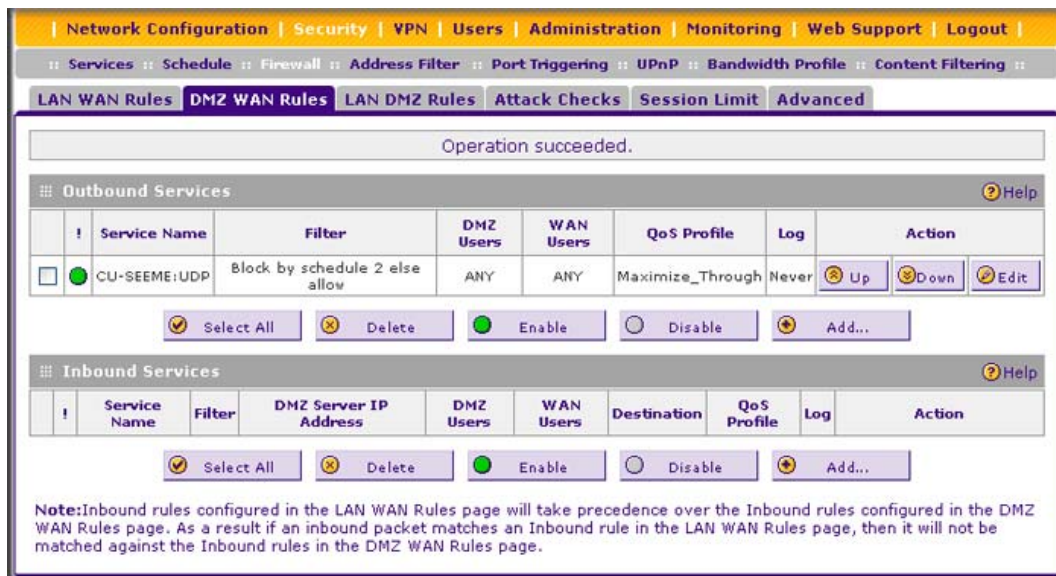 | Network Configuration | Security | VPN | Users | Administration | Monitoring | Web Support | Logout |
:: Services :: Schedule :: Firewall :: Address Filter :: Port Triggering :: UPnP :: Bandwidth Profile :: Content Filtering ::
LAN WAN Rules DMZ WAN Rules LAN DMZ Rules Attack Checks Session Limit Advanced
Operation succeeded.
Outbound Services ? Help
! Service Name Filter DMZ Users WAN Users QoS Profile Log Action
CU-SEEME:UDP Block by schedule 2 else allow ANY ANY Maximize_Through Never Up Down Edit
Select All Delete Enable Disable Add...
Inbound Services ? Help
! Service Name Filter DMZ Server IP Address DMZ Users WAN Users Destination QoS Profile Log Action
Select All Delete Enable Disable Add...
Note:Inbound rules configured in the LAN WAN Rules page will take precedence over the Inbound rules configured in the DMZ
WAN Rules page. As a result if an inbound packet matches an Inbound rule in the LAN WAN Rules page, then it will not be
matched against the Inbound rules in the DMZ WAN Rules page.